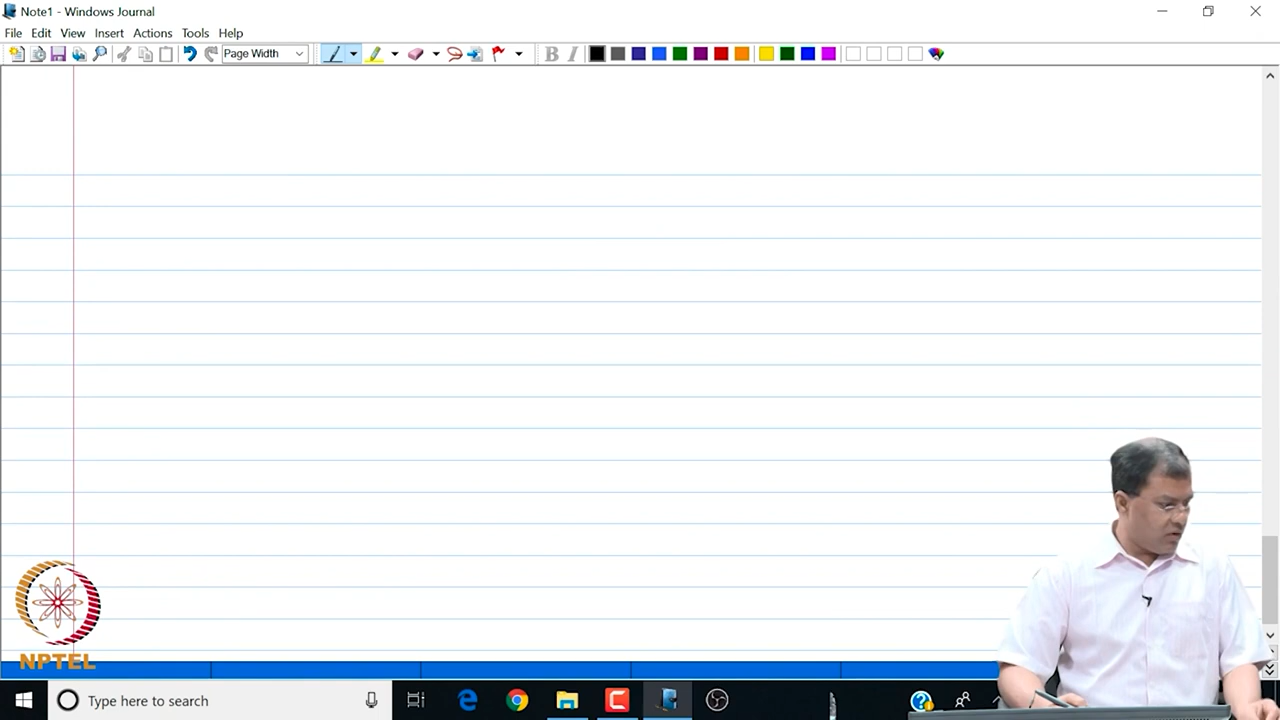 Note1 - Windows Journal
File Edit View Insert Actions Tools Help
Page Width
B I
NPTEL
Type here to search